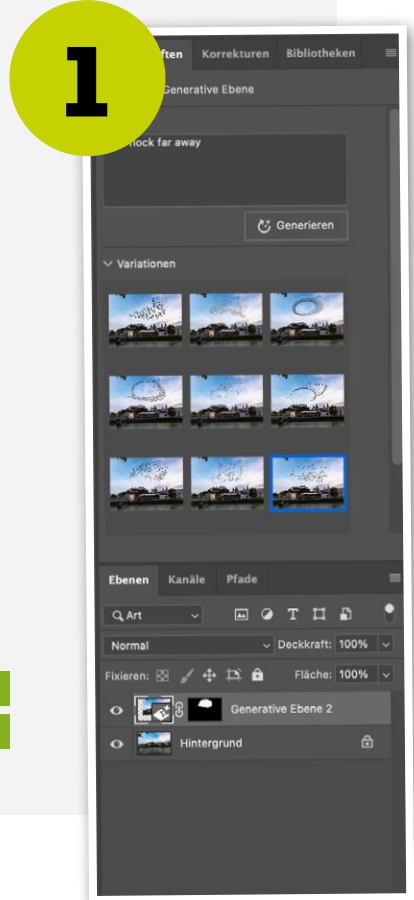 1
ften Korrekturen Bibliotheken
Generative Ebene
hock far away
Generieren
Variationen
Ebenen Kanäle Pfade
Art
Normal Deckkraft: 100%
Fixieren: Fläche: 100%
Generative Ebene 2
Hintergrund